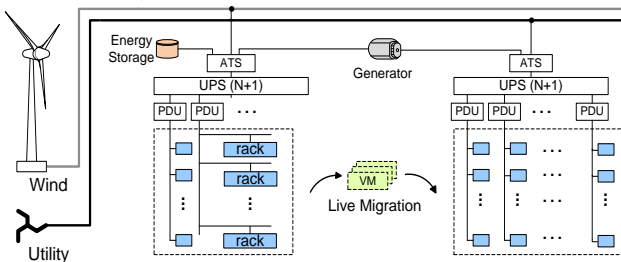 Energy
Storage
ATS
Generator
ATS
UPS (N+1)
UPS (N+1)
PDU
PDU
...
PDU
PDU
...
PDU
rack
...
Wind
rack
VM
...
Live Migration
Utility
rack
...